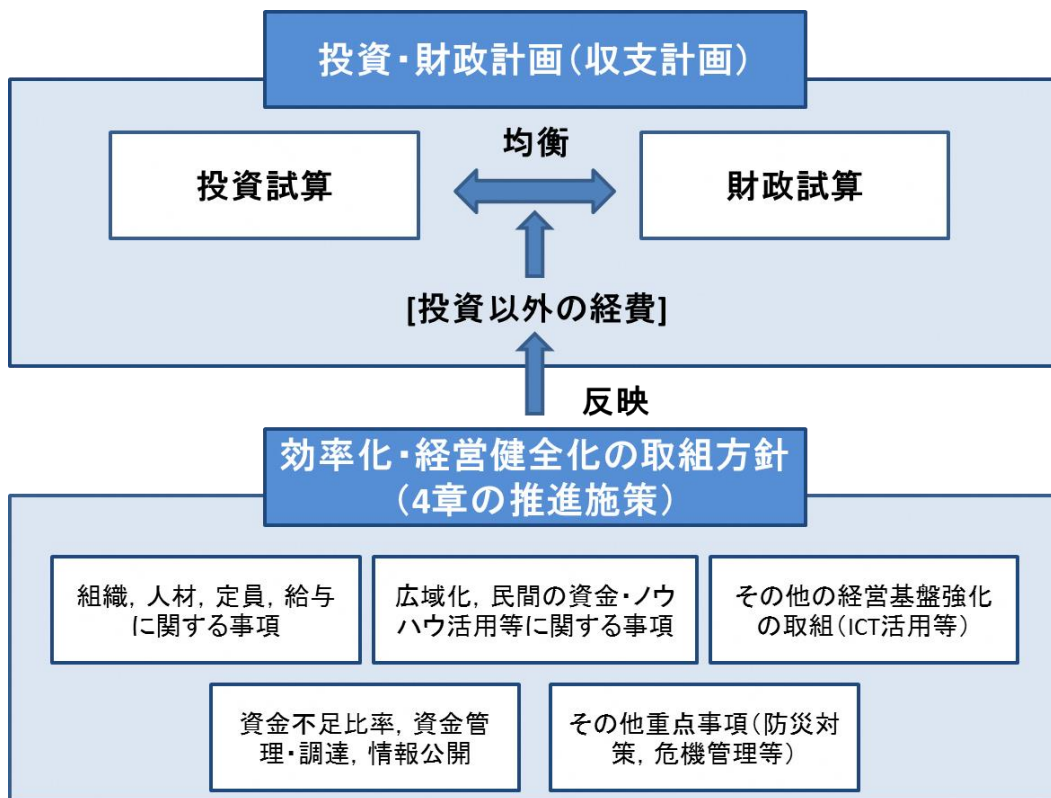 投資・財政計画（収支計画）
均衡
投資試算
財政試算
[投資以外の経費]
反映
効率化・経営健全化の取組方針
（4章の推進施策）
組織，人材，定員，給与
に関する事項
広域化，民間の資金・ノウ
ハウ活用等に関する事項
その他の経営基盤強化
の取組（ICT活用等）
資金不足比率，資金管
理・調達，情報公開
その他重点事項（防災対
策，危機管理等）